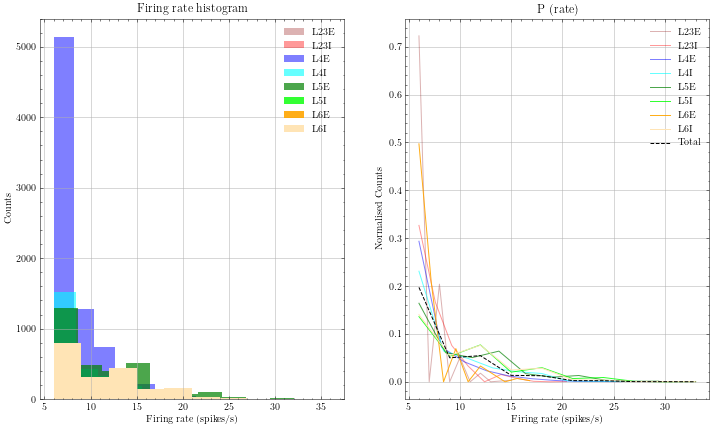 Firing rate histogram
Counts
5000
4000
3000
2000
1000
0
5
10
15
20
25
30
35
Firing rate (spikes/s)
L23E
L23I
L4E
L4I
L5E
L5I
L6E
L6I
P (rate)
Normalised Counts
0.7
0.6
0.5
0.4
0.3
0.2
0.1
0.0
5
10
15
20
25
30
Firing rate (spikes/s)
L23E
L23I
L4E
L4I
L5E
L5I
L6E
L6I
Total